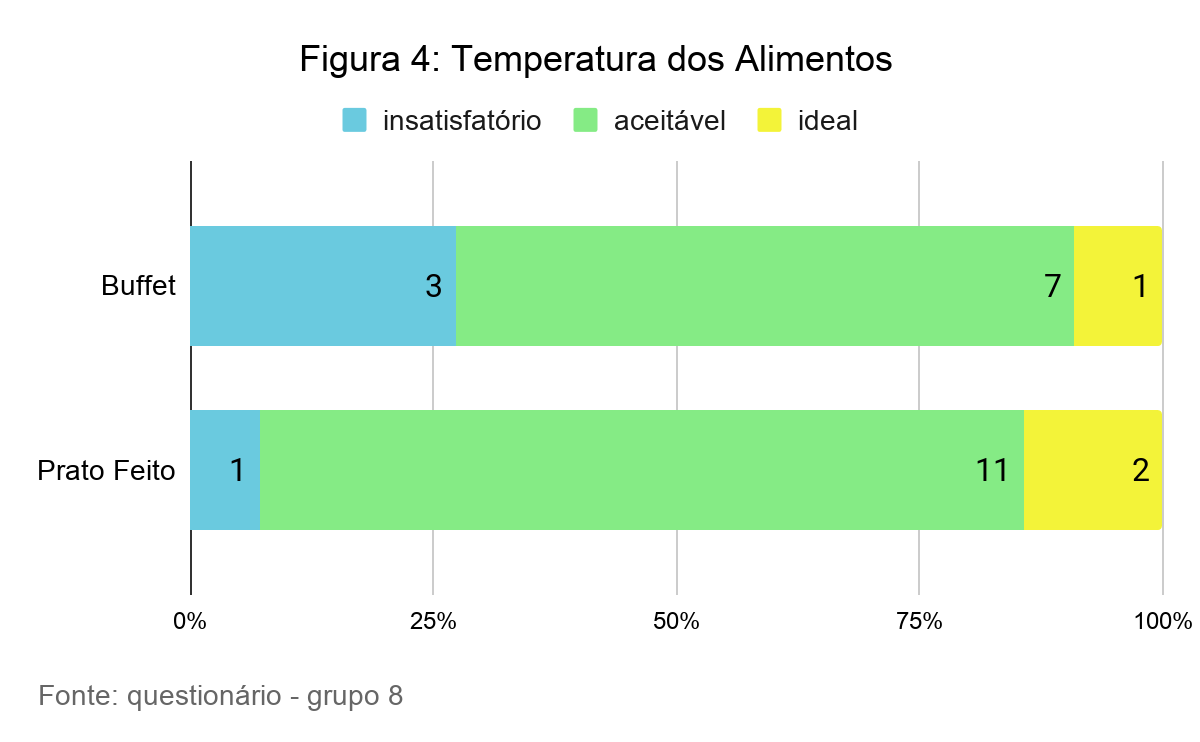 Figura 4: Temperatura dos Alimentos
insatisfatório aceitável ideal
Buffet 3 7 1
Prato Feito 1 11 2
0% 25% 50% 75% 100%
Fonte: questionário - grupo 8